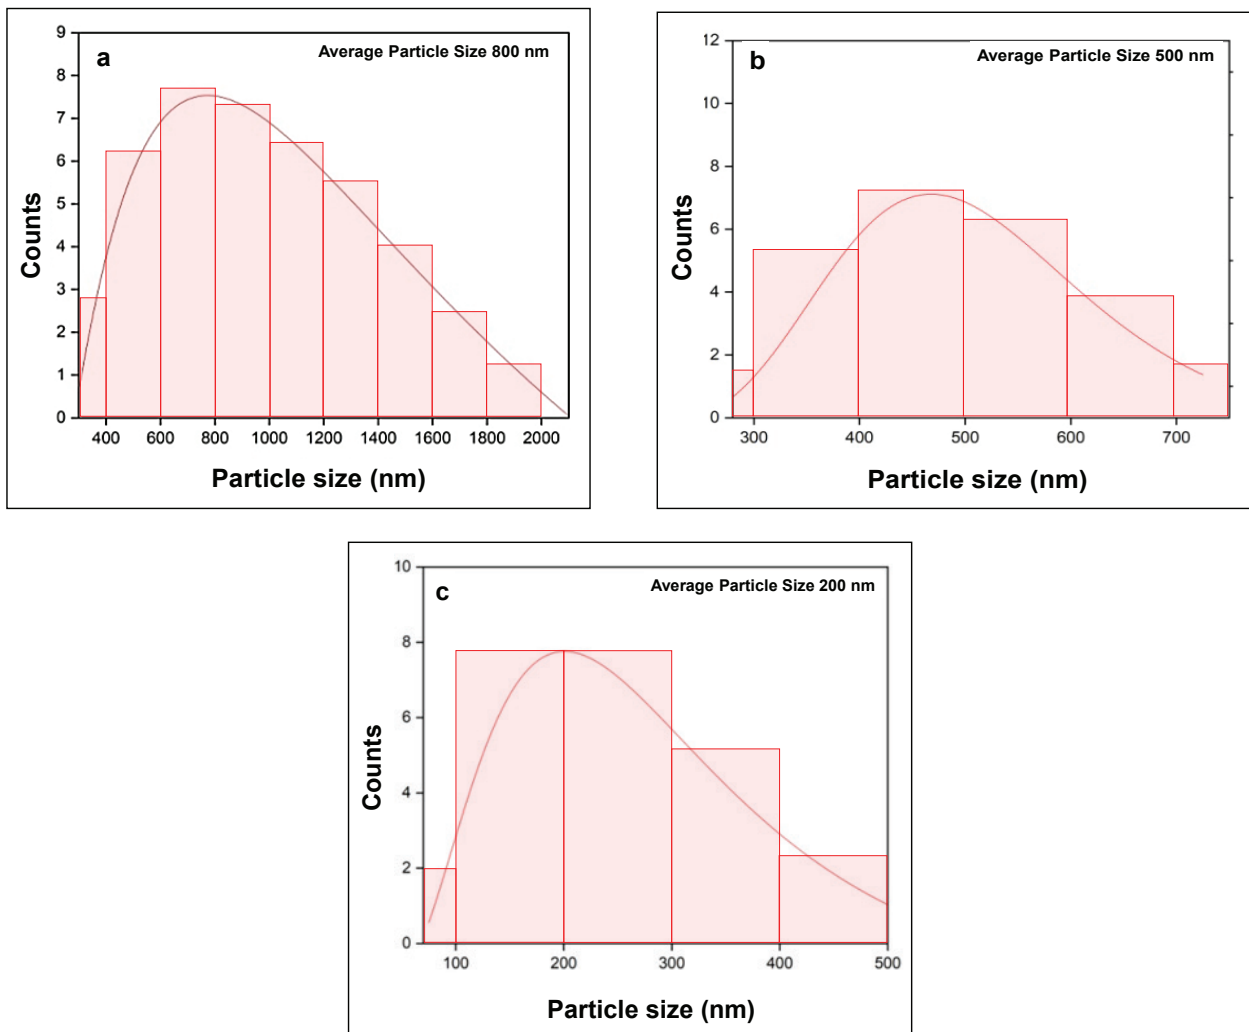 a
Average Particle Size 800 nm
9
8
7
6
5
4
3
2
1
0
Counts
400 600 800 1000 1200 1400 1600 1800 2000
Particle size (nm)
b
Average Particle Size 500 nm
12
10
8
6
4
2
0
Counts
300 400 500 600 700
Particle size (nm)
c
Average Particle Size 200 nm
10
8
6
4
2
0
Counts
100 200 300 400 500
Particle size (nm)